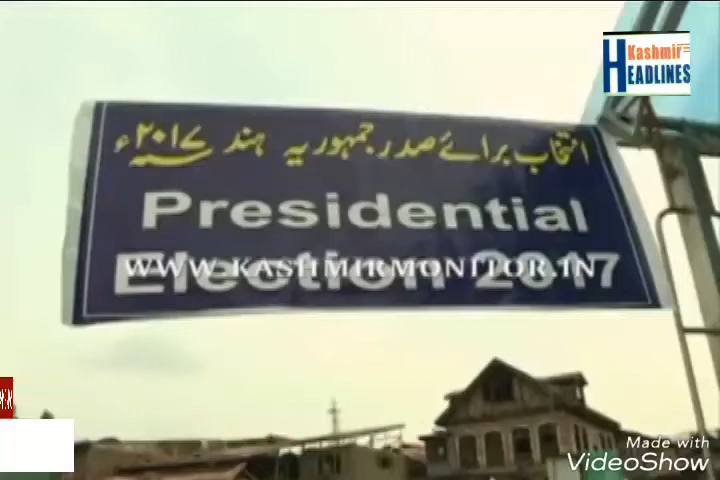 Kashmir
HEADLINES
انتخاب برائے صدر جمہوریہ ہند ۲۰۱۷ء
Presidential
Election 2017
WWW.KASHMIRMONITOR.IN
Made with
VideoShow